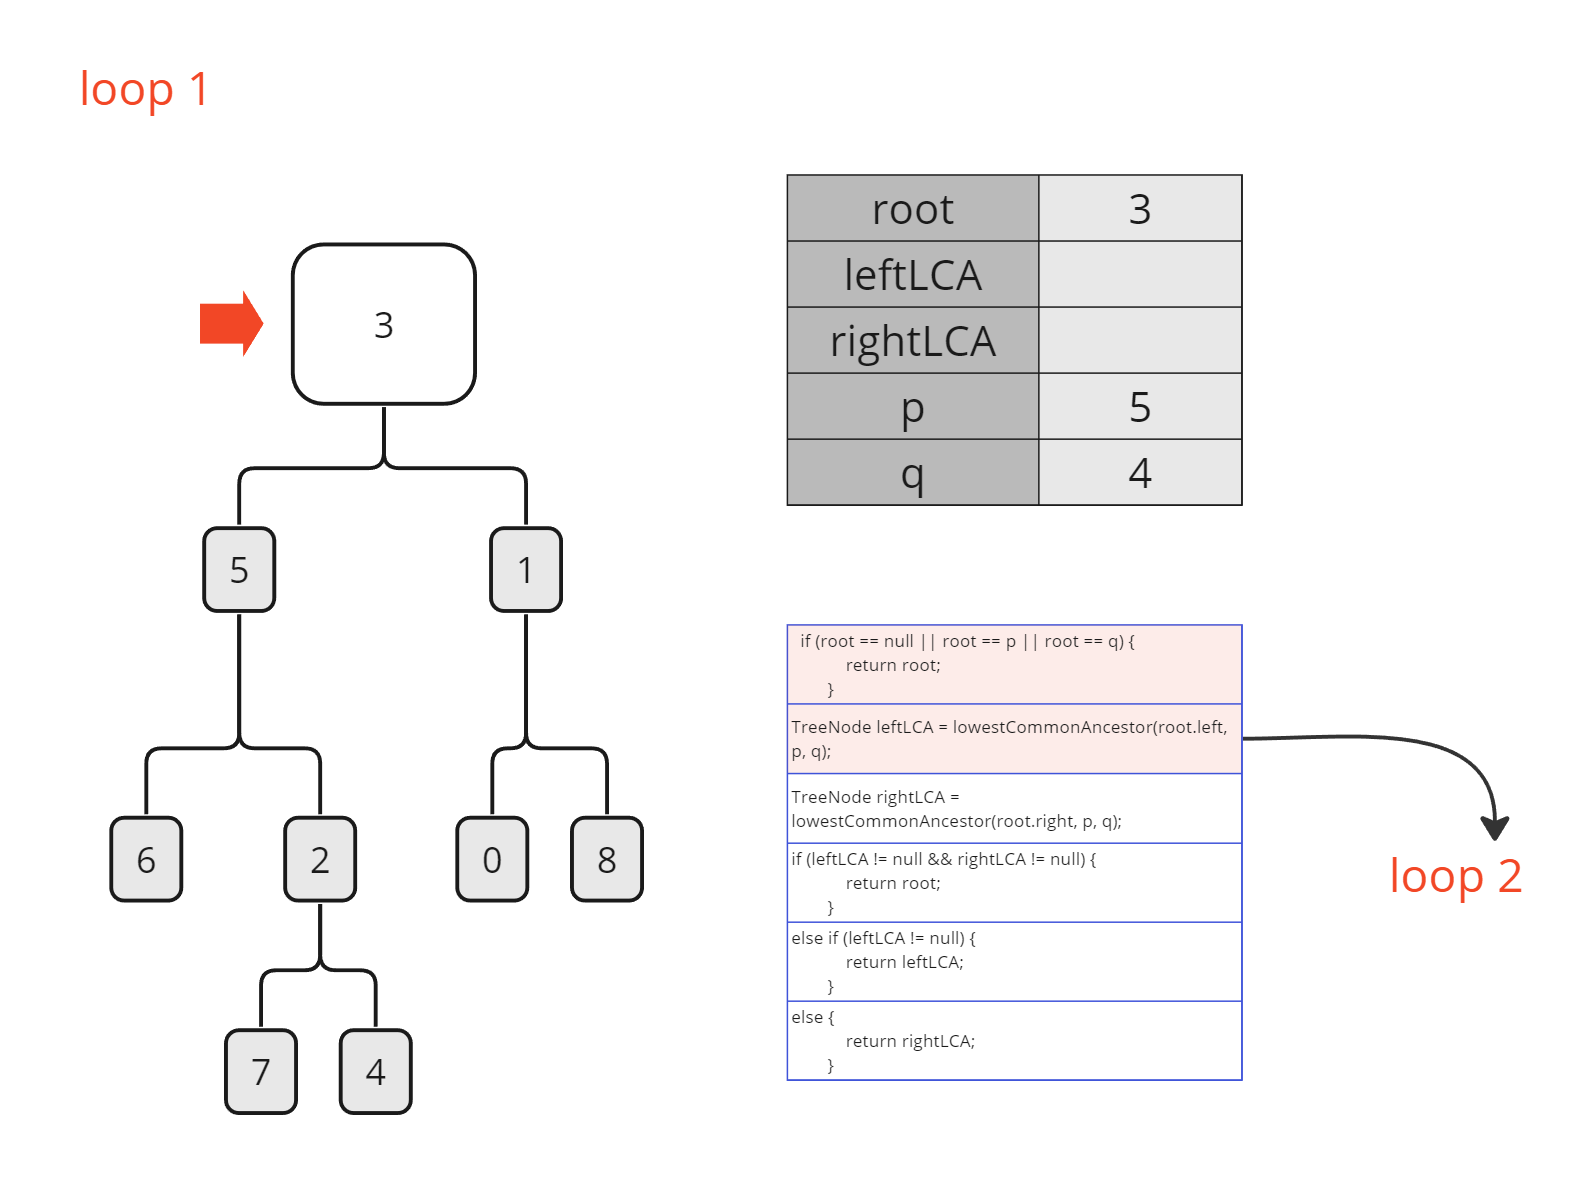 loop 1
3
5
1
6
2
0
8
7
4
root 3
leftLCA
rightLCA
p 5
q 4
if (root == null || root == p || root == q) {
return root;
}
TreeNode leftLCA = lowestCommonAncestor(root.left,
p, q);
TreeNode rightLCA =
lowestCommonAncestor(root.right, p, q);
if (leftLCA != null && rightLCA != null) {
return root;
}
else if (leftLCA != null) {
return leftLCA;
}
else {
return rightLCA;
}
loop 2